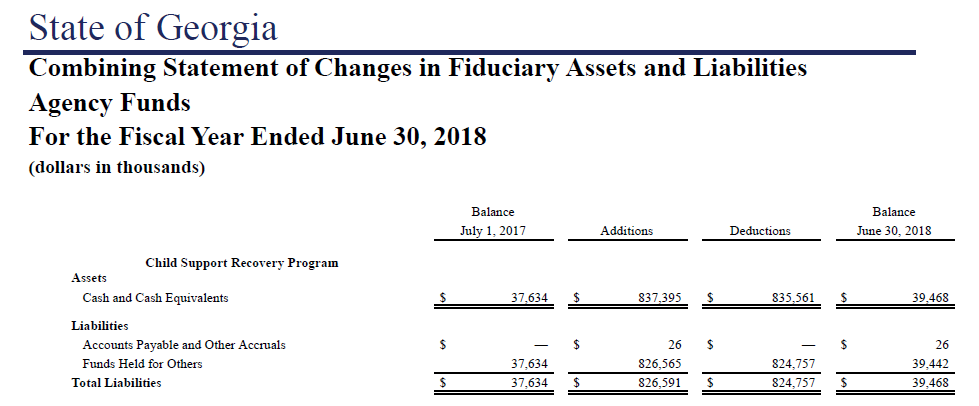 State of Georgia
Combining Statement of Changes in Fiduciary Assets and Liabilities
Agency Funds
For the Fiscal Year Ended June 30, 2018
(dollars in thousands)
Balance Balance
July 1, 2017 Additions Deductions June 30, 2018
Child Support Recovery Program
Assets
Cash and Cash Equivalents $ 37,634 $ 837,395 $ 835,561 $ 39,468
Liabilities
Accounts Payable and Other Accruals $ — $ 26 $ — $ 26
Funds Held for Others 37,634 826,565 824,757 39,442
Total Liabilities $ 37,634 $ 826,591 $ 824,757 $ 39,468